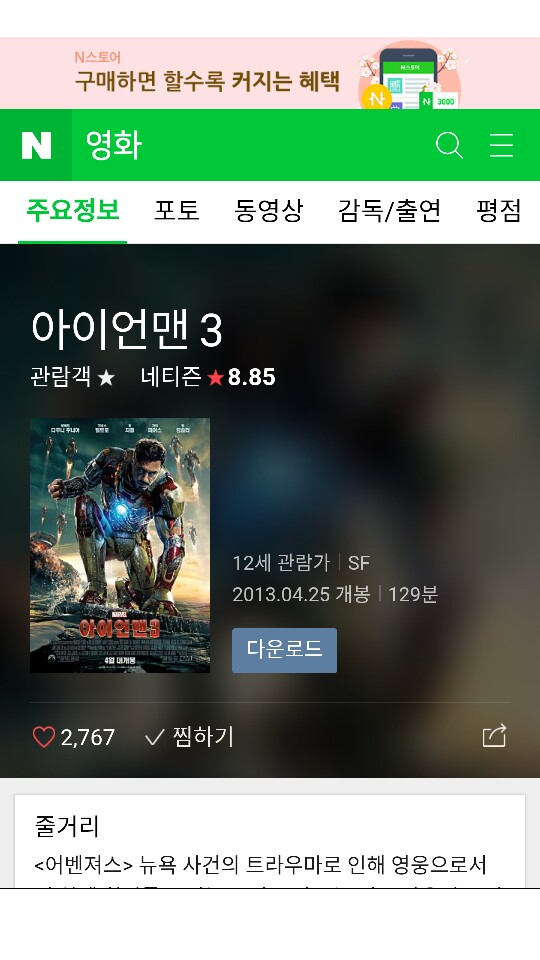 N스토어
구매하면 할수록 커지는 혜택
N스토어
N
N 3000
N 영화
주요정보 포토 동영상 감독/출연 평점
아이언맨 3
관람객 ★ 네티즌 ★8.85
MARVEL
아이언맨3
4월 대개봉
12세 관람가 | SF
2013.04.25 개봉 | 129분
다운로드
2,767 찜하기
줄거리
<어벤져스> 뉴욕 사건의 트라우마로 인해 영웅으로서